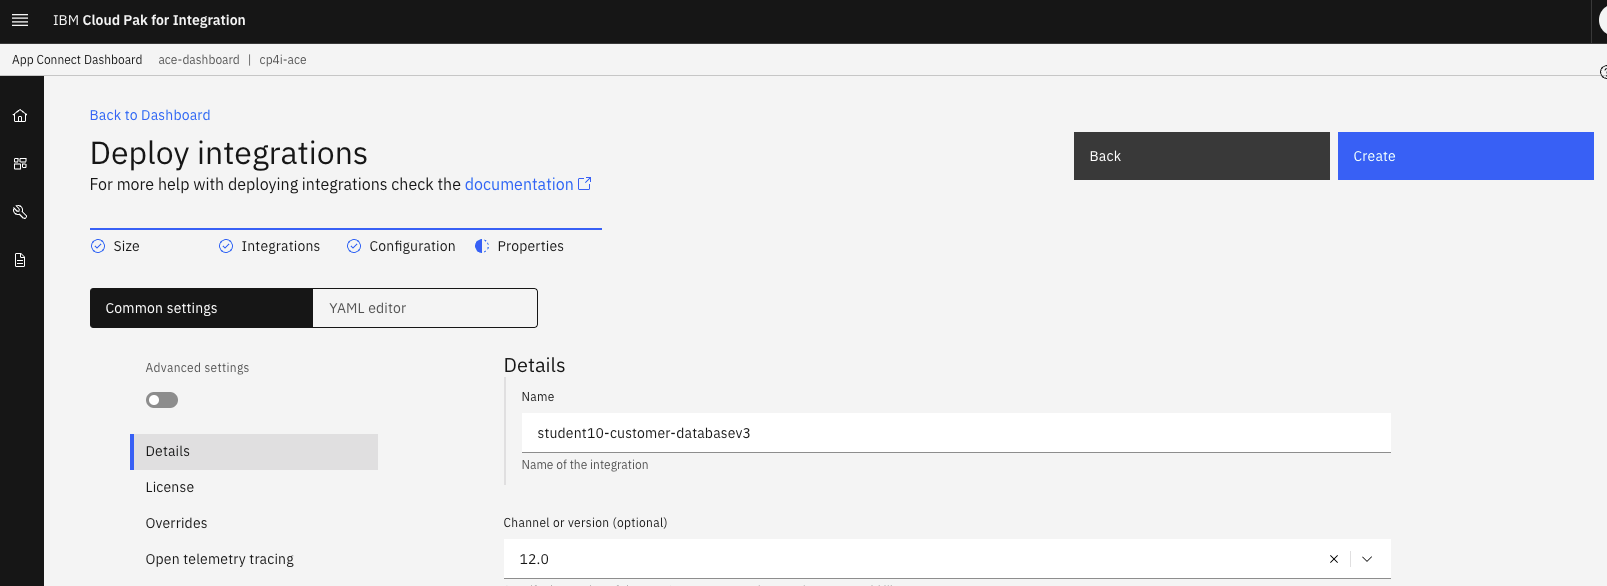 IBM Cloud Pak for Integration
App Connect Dashboard ace-dashboard | cp4i-ace
Back to Dashboard
Deploy integrations
For more help with deploying integrations check the documentation
Back
Create
Size
Integrations
Configuration
Properties
Common settings
YAML editor
Advanced settings
Details
License
Overrides
Open telemetry tracing
Details
Name
student10-customer-databasev3
Name of the integration
Channel or version (optional)
12.0